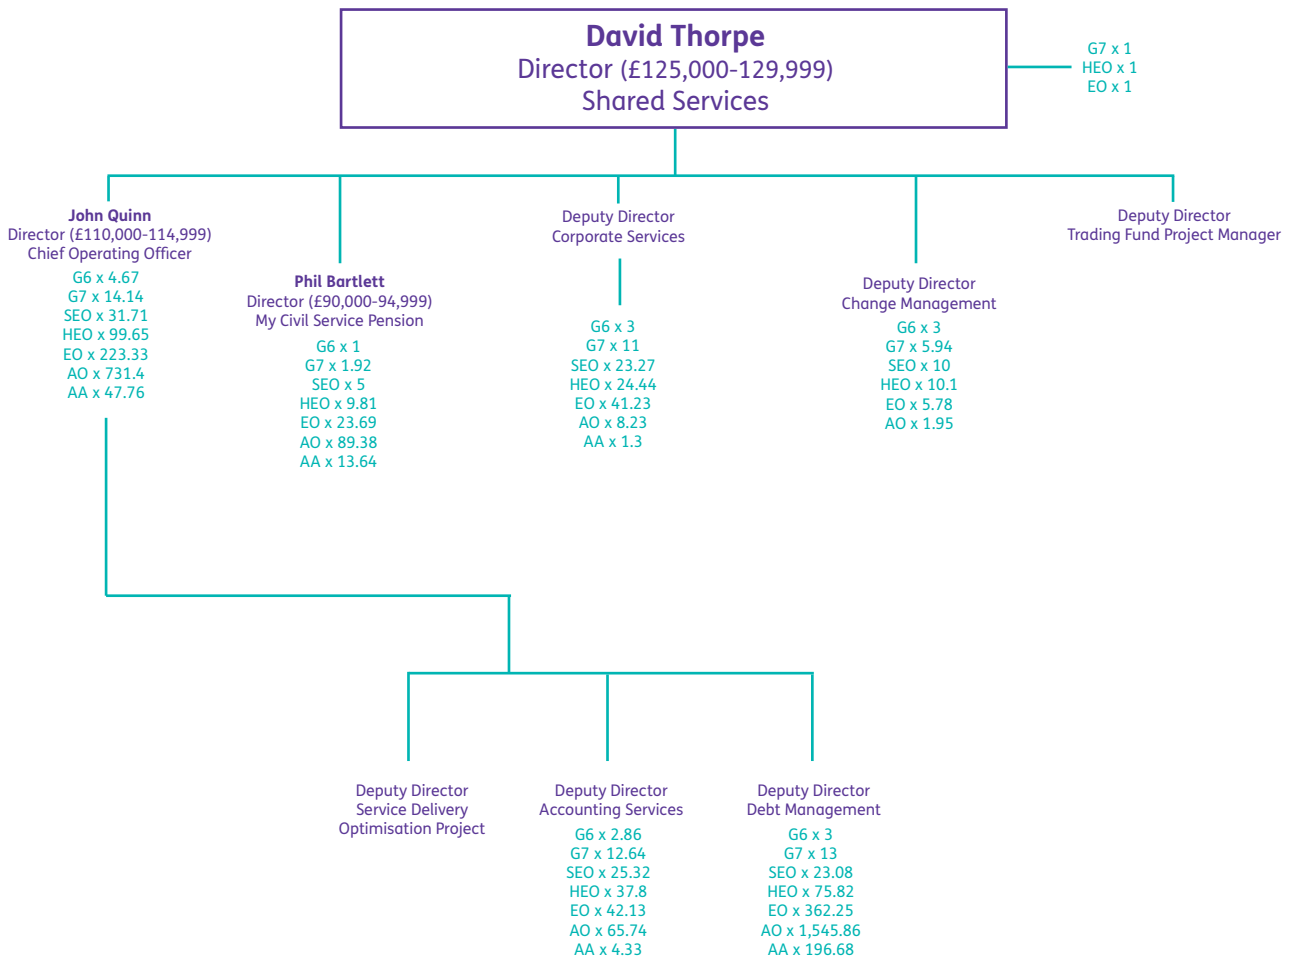 David Thorpe
Director (£125,000-129,999)
Shared Services
G7 x 1
HEO x 1
EO x 1
John Quinn
Director (£110,000-114,999)
Chief Operating Officer
G6 x 4.67
G7 x 14.14
SEO x 31.71
HEO x 99.65
EO x 223.33
AO x 731.4
AA x 47.76
Phil Bartlett
Director (£90,000-94,999)
My Civil Service Pension
G6 x 1
G7 x 1.92
SEO x 5
HEO x 9.81
EO x 23.69
AO x 89.38
AA x 13.64
Deputy Director
Corporate Services
G6 x 3
G7 x 11
SEO x 23.27
HEO x 24.44
EO x 41.23
AO x 8.23
AA x 1.3
Deputy Director
Change Management
G6 x 3
G7 x 5.94
SEO x 10
HEO x 10.1
EO x 5.78
AO x 1.95
Deputy Director
Trading Fund Project Manager
Deputy Director
Service Delivery
Optimisation Project
Deputy Director
Accounting Services
G6 x 2.86
G7 x 12.64
SEO x 25.32
HEO x 37.8
EO x 42.13
AO x 65.74
AA x 4.33
Deputy Director
Debt Management
G6 x 3
G7 x 13
SEO x 23.08
HEO x 75.82
EO x 362.25
AO x 1,545.86
AA x 196.68